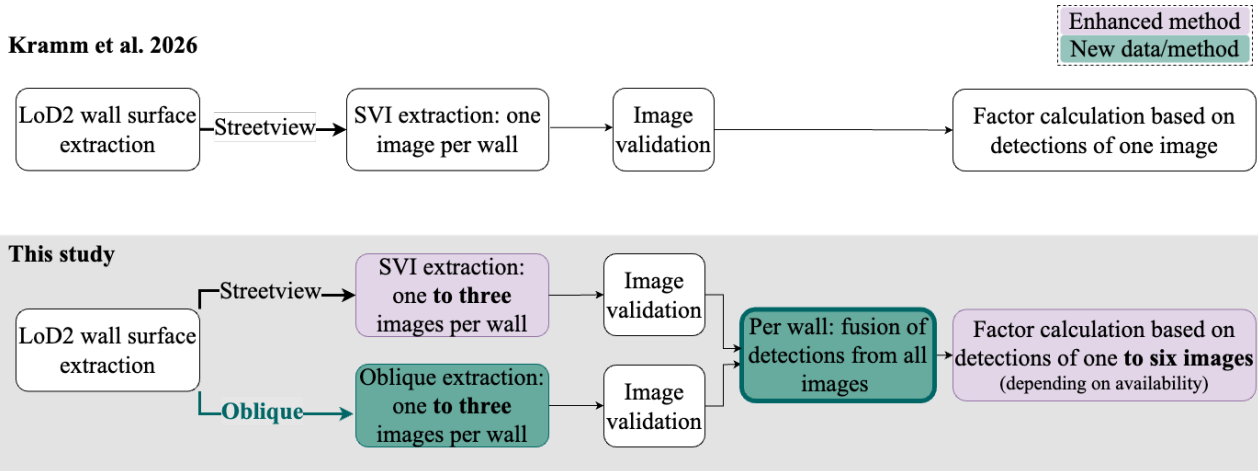 Enhanced method
New data/method
Kramm et al. 2026
LoD2 wall surface
extraction
Streetview
SVI extraction: one
image per wall
Image
validation
Factor calculation based on
detections of one image
This study
LoD2 wall surface
extraction
Streetview
SVI extraction:
one to three
images per wall
Image
validation
Oblique
Oblique extraction:
one to three
images per wall
Image
validation
Per wall: fusion of
detections from all
images
Factor calculation based on
detections of one to six images
(depending on availability)